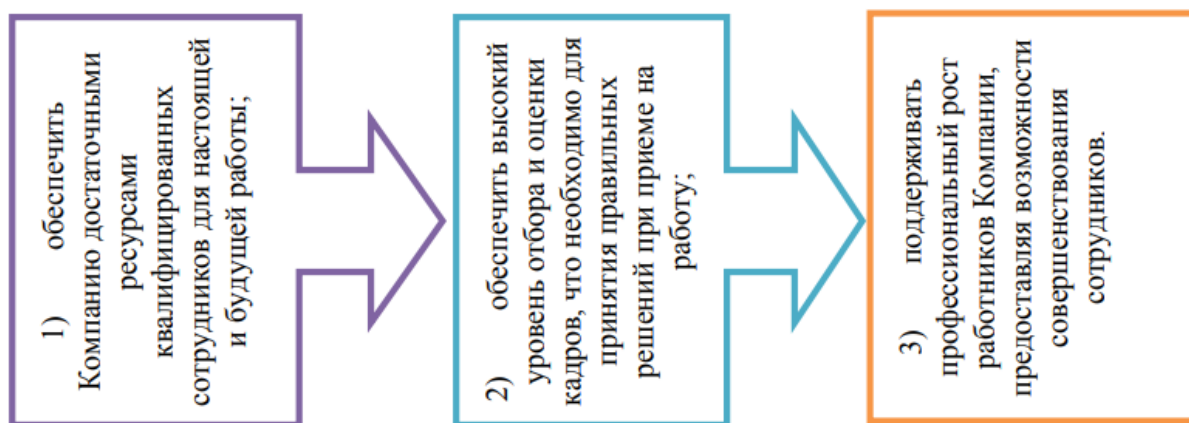 1) обеспечить
Компанию достаточными
ресурсами
квалифицированных
сотрудников для настоящей
и будущей работы;
2) обеспечить высокий
уровень отбора и оценки
кадров, что необходимо для
принятия правильных
решений при приеме на
работу;
3) поддерживать
профессиональный рост
работников Компании,
предоставляя возможности
совершенствования
сотрудников.